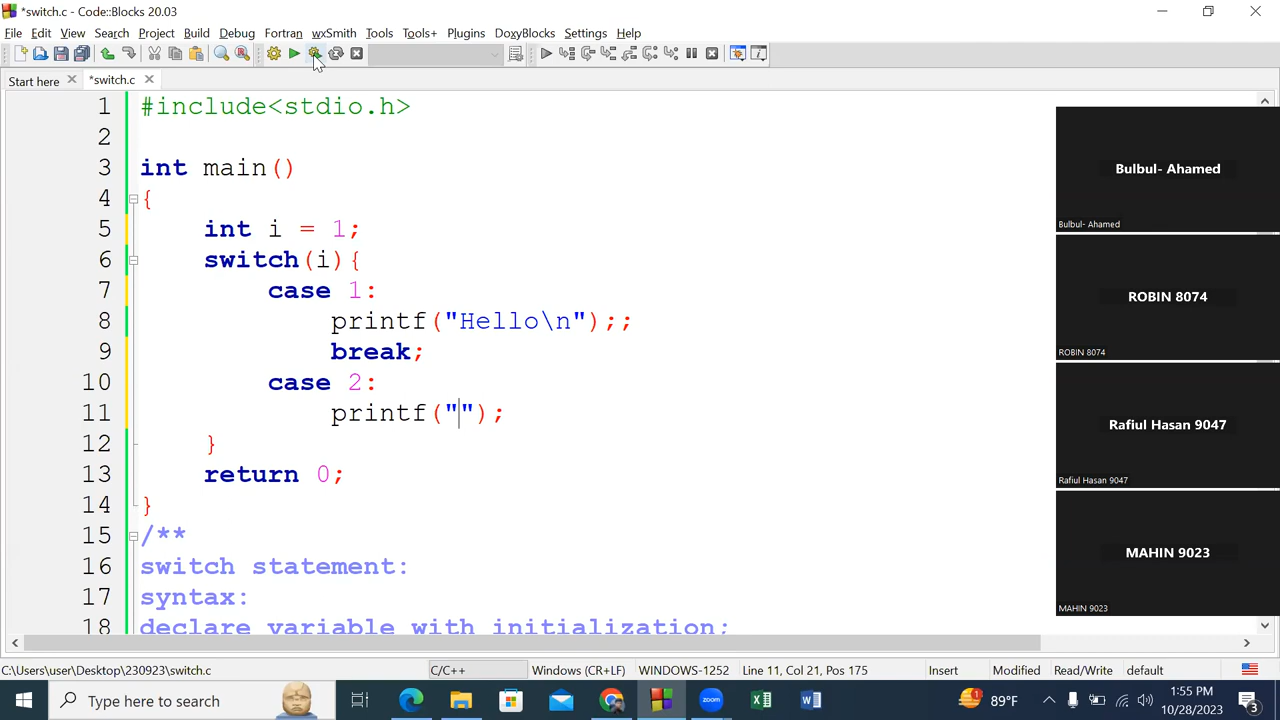 *switch.c - Code::Blocks 20.03
File Edit View Search Project Build Debug Fortran wxSmith Tools Tools+ Plugins DoxyBlocks Settings Help
Start here *switch.c
1 #include<stdio.h>
2
3 int main()
4 {
5 int i = 1;
6 switch(i){
7 case 1:
8 printf("Hello\n");;
9 break;
10 case 2:
11 printf("");
12 }
13 return 0;
14 }
15 /**
16 switch statement:
17 syntax:
18 declare variable with initialization;
Bulbul- Ahamed
Bulbul- Ahamed
ROBIN 8074
ROBIN 8074
Rafiul Hasan 9047
Rafiul Hasan 9047
MAHIN 9023
MAHIN 9023
C:\Users\user\Desktop\230923\switch.c C/C++ Windows (CR+LF) WINDOWS-1252 Line 11, Col 21, Pos 175 Insert Modified Read/Write default
Type here to search
zoom
89°F
1:55 PM
10/28/2023
3